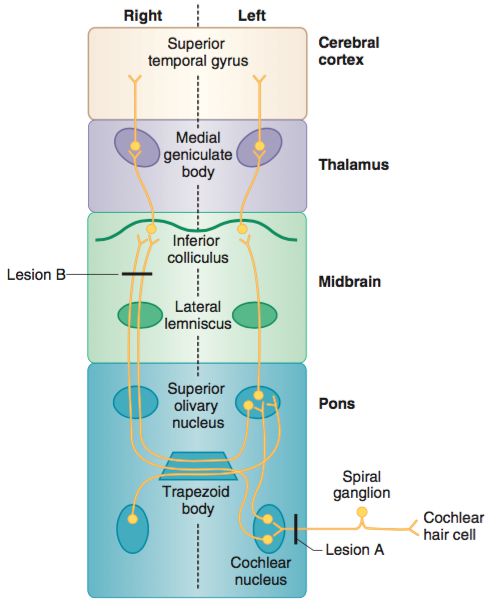 Right
Left
Superior
temporal gyrus
Cerebral
cortex
Medial
geniculate
body
Thalamus
Inferior
colliculus
Lesion B
Midbrain
Lateral
lemniscus
Superior
olivary
nucleus
Pons
Trapezoid
body
Spiral
ganglion
Cochlear
hair cell
Lesion A
Cochlear
nucleus